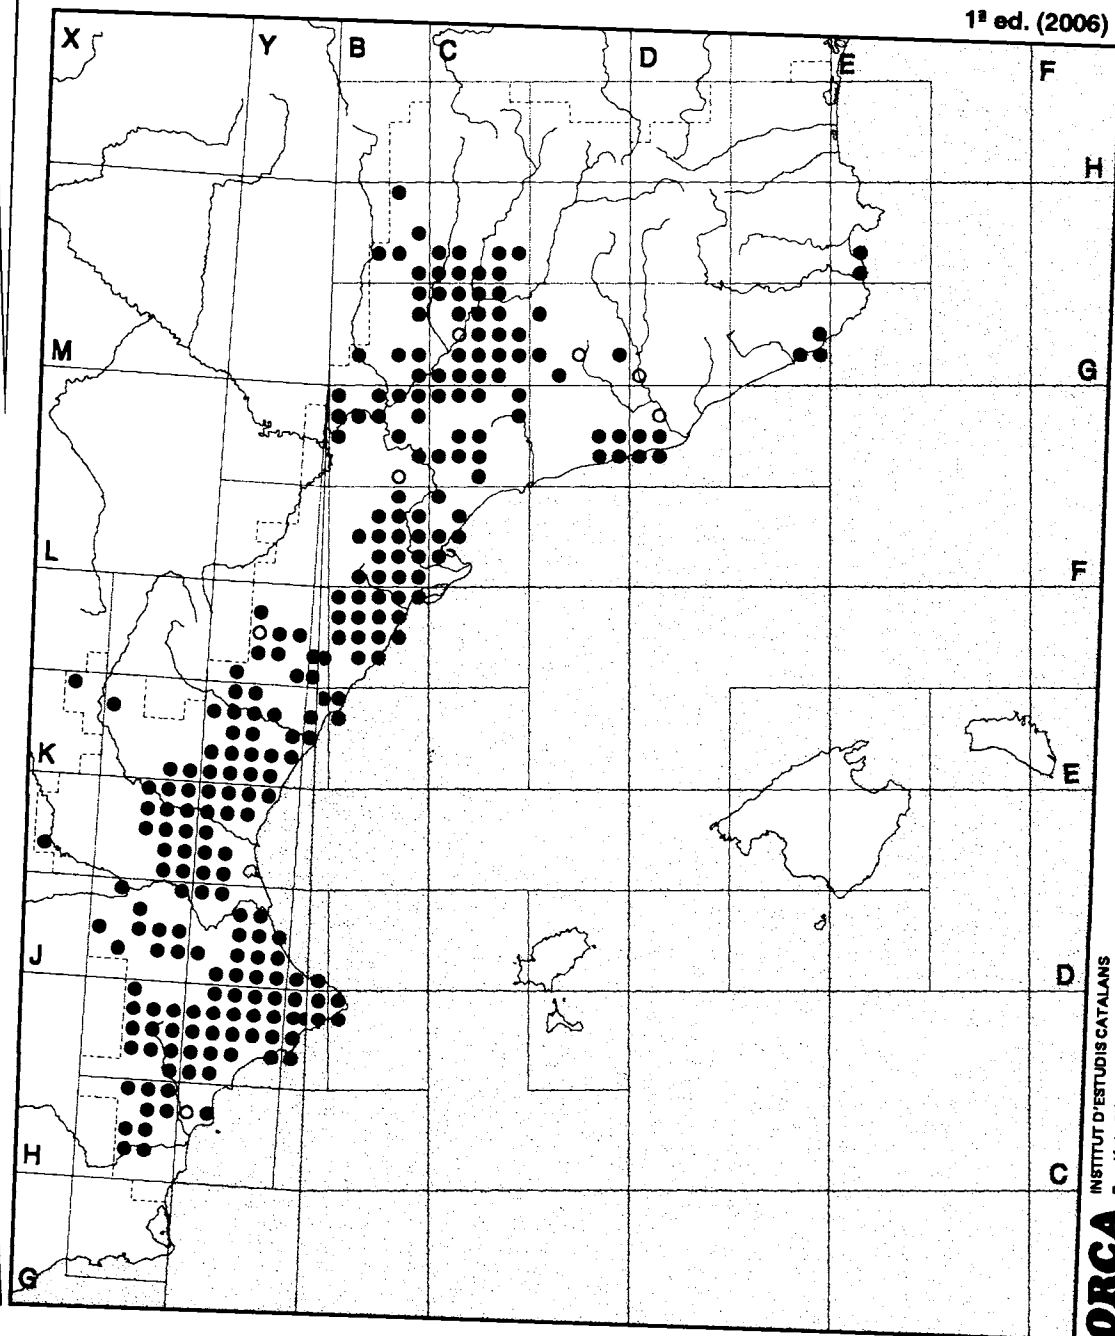 1ª ed. (2006)
X Y B C D E F
H
M G
L F
K E
J D
H C
G
ORCA INSTITUT D'ESTUDIS CATALANS